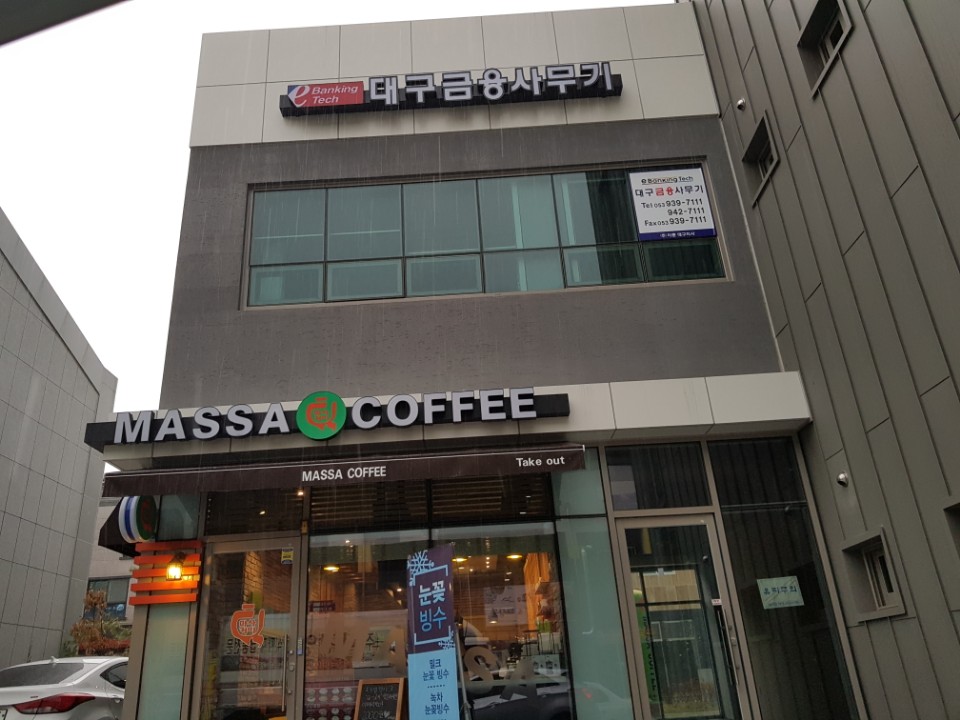 e Banking
Tech
대구금융사무기
e Banking Tech
대구금융사무기
Tel 053 939-7111
942-7111
Fax 053 939-7111
MASSA COFFEE
MASSA COFFEE
Take out
눈꽃
빙수
밀크
눈꽃 빙수
녹차
눈꽃빙수